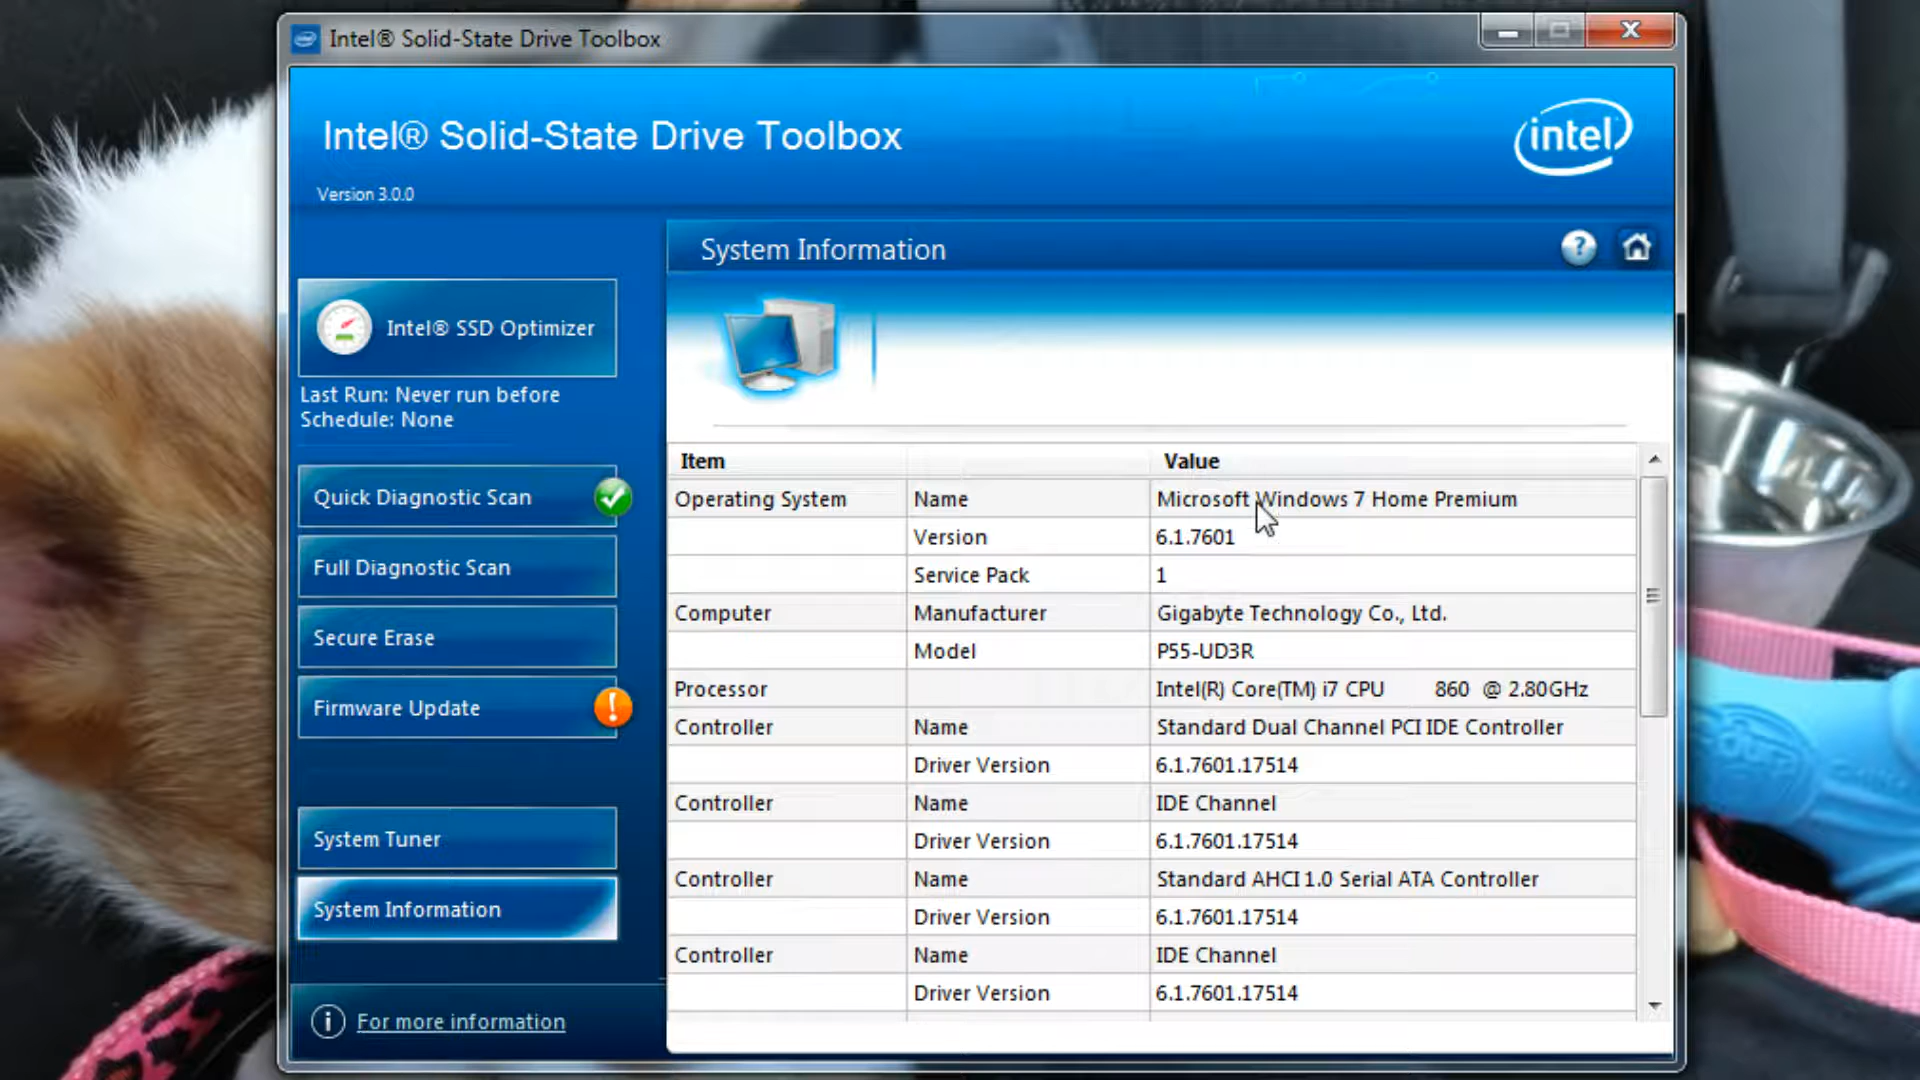 Intel® Solid-State Drive Toolbox
Intel® Solid-State Drive Toolbox
intel
Version 3.0.0
System Information
?
Intel® SSD Optimizer
Last Run: Never run before
Schedule: None
Quick Diagnostic Scan
Full Diagnostic Scan
Secure Erase
Firmware Update
!
System Tuner
System Information
For more information
Item Value
Operating System Name Microsoft Windows 7 Home Premium
Version 6.1.7601
Service Pack 1
Computer Manufacturer Gigabyte Technology Co., Ltd.
Model P55-UD3R
Processor Intel(R) Core(TM) i7 CPU 860 @ 2.80GHz
Controller Name Standard Dual Channel PCI IDE Controller
Driver Version 6.1.7601.17514
Controller Name IDE Channel
Driver Version 6.1.7601.17514
Controller Name Standard AHCI 1.0 Serial ATA Controller
Driver Version 6.1.7601.17514
Controller Name IDE Channel
Driver Version 6.1.7601.17514